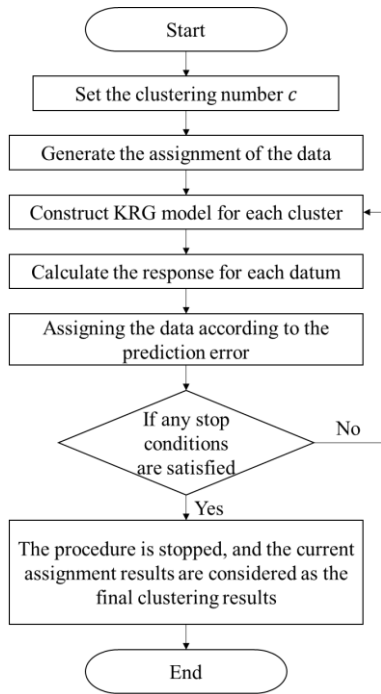 Start
Set the clustering number c
Generate the assignment of the data
Construct KRG model for each cluster
Calculate the response for each datum
Assigning the data according to the
prediction error
If any stop
conditions
are satisfied
No
Yes
The procedure is stopped, and the current
assignment results are considered as the
final clustering results
End